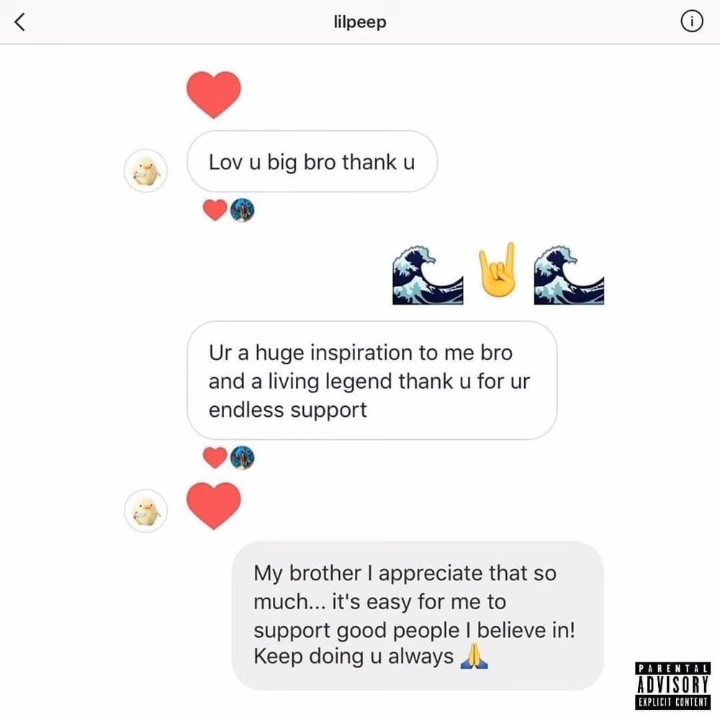 lilpeep
Lov u big bro thank u
Ur a huge inspiration to me bro
and a living legend thank u for ur
endless support
My brother I appreciate that so
much... it's easy for me to
support good people I believe in!
Keep doing u always 🙏
PARENTAL
ADVISORY
EXPLICIT CONTENT